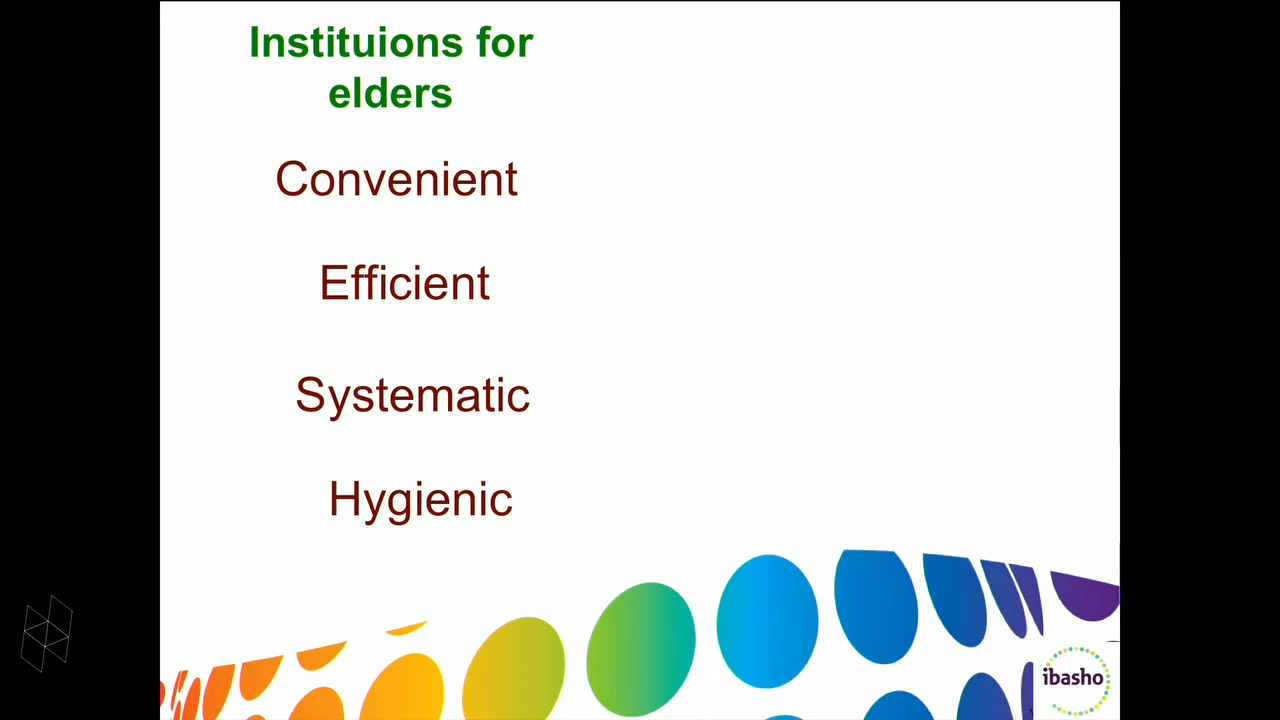 Instituions for
elders
Convenient
Efficient
Systematic
Hygienic
ibasho